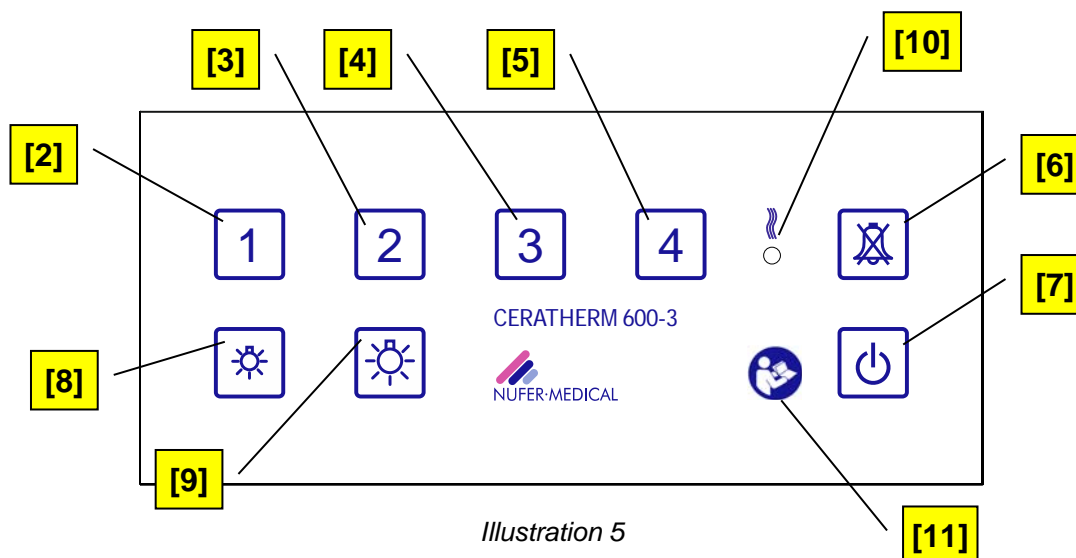 [10]
[3] [4] [5]
[2] [6]
1 2 3 4
[7]
CERATHERM 600-3
[8]
NUFER·MEDICAL
[9]
Illustration 5 [11]